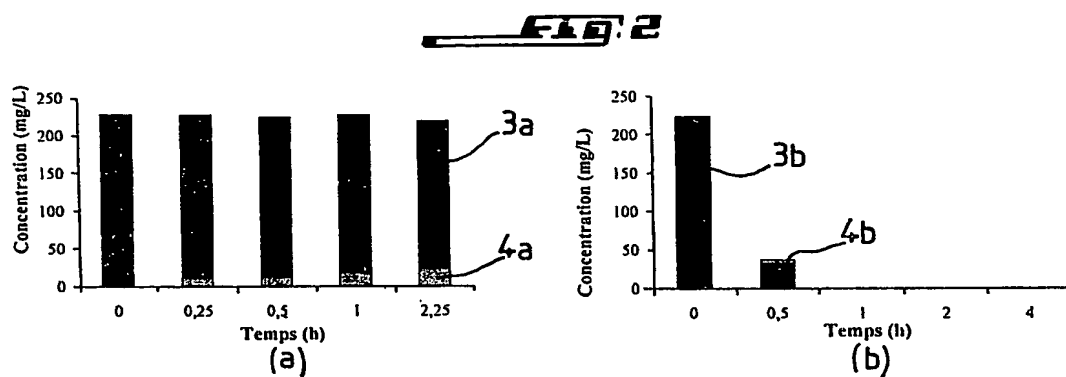 Fig. 2
Concentration (mg/L)
250
200
150
100
50
0
0 0,25 0,5 1 2,25
Temps (h)
3a
4a
(a)
Concentration (mg/L)
250
200
150
100
50
0
0 0,5 1 2 4
Temps (h)
3b
4b
(b)